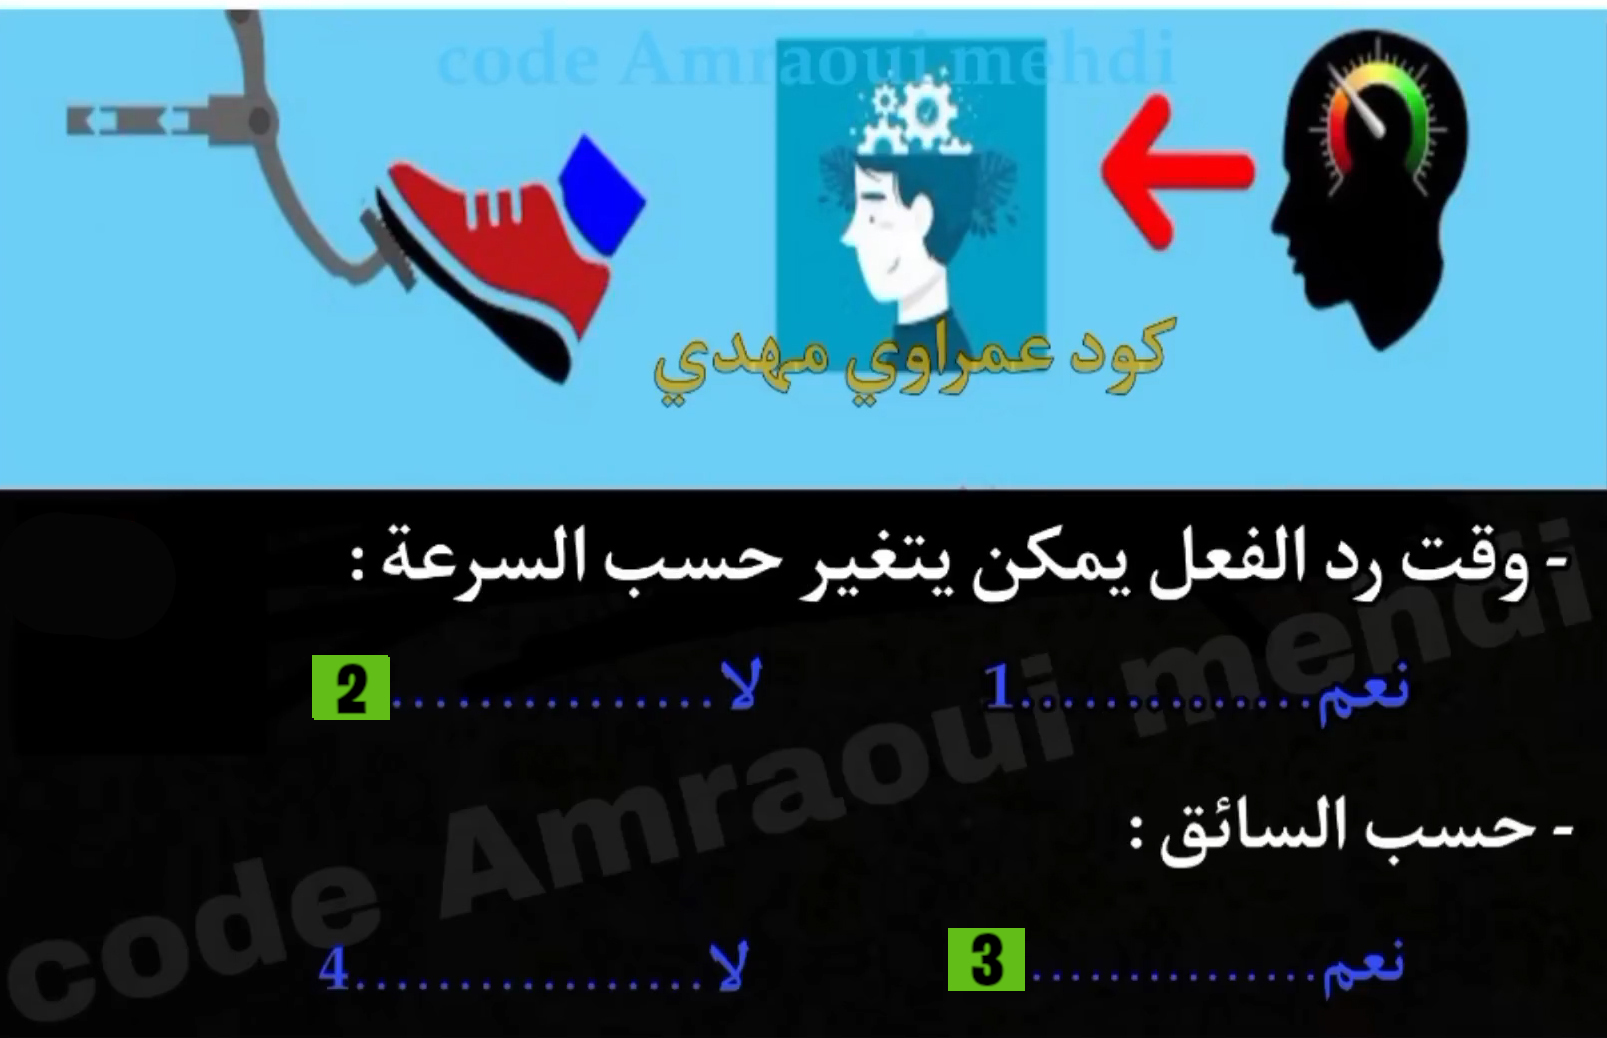 code Amraoui mehdi
كود عمراوي مهدي
- وقت رد الفعل يمكن يتغير حسب السرعة :
نعم..............1 لا...............2
- حسب السائق :
نعم...............3 لا.................4
code Amraoui mehdi